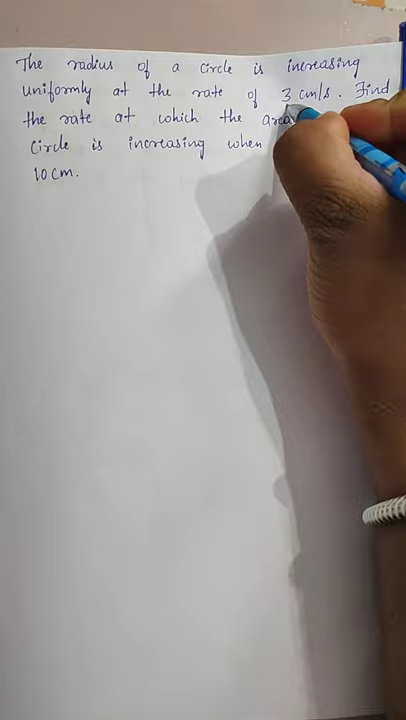 The radius of a circle is increasing
uniformly at the rate of 3 cm/s. Find
the rate at which the area
circle is increasing when
10 cm.